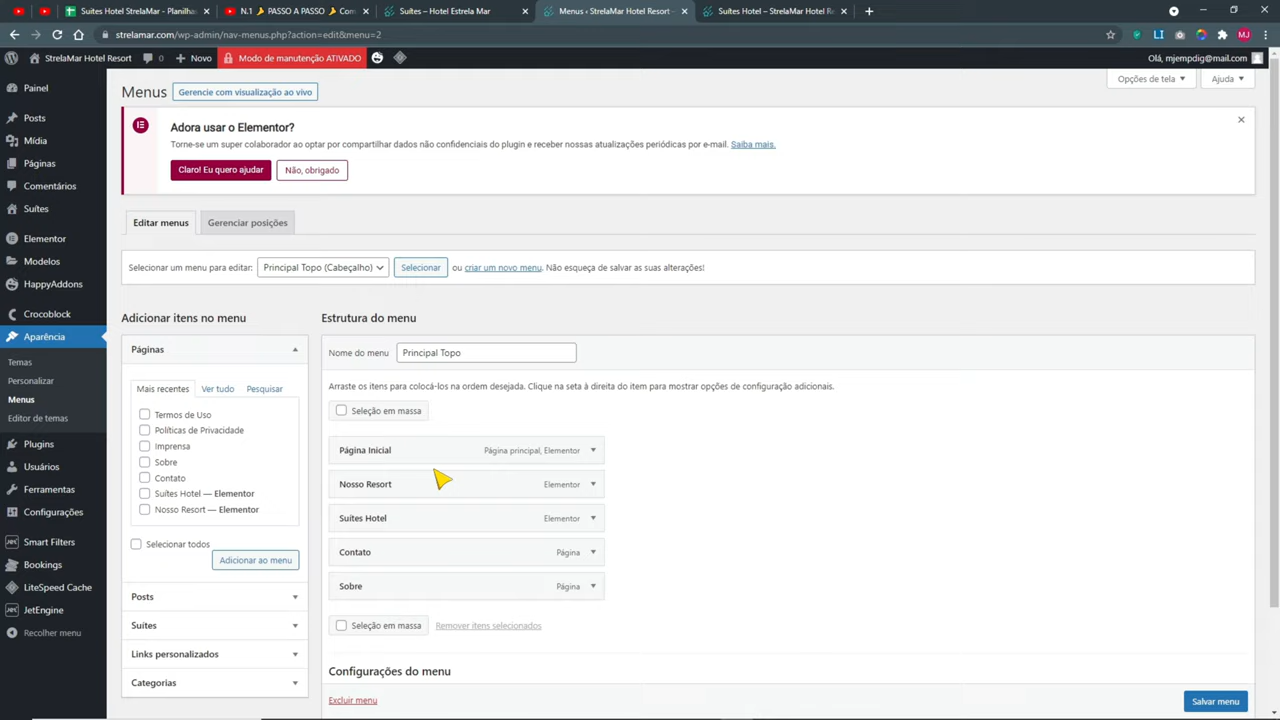 Suites Hotel StrelaMar - Planilha
N.1 PASSO A PASSO Com
Suítes – Hotel Estrela Mar
Menus ‹ StrelaMar Hotel Resort
Suítes Hotel – StrelaMar Hotel Re
strelamar.com/wp-admin/nav-menus.php?action=edit&menu=2
MJ
StrelaMar Hotel Resort
0
Novo
Modo de manutenção ATIVADO
Olá, mjempdig@mail.com
Painel
Posts
Mídia
Páginas
Comentários
Suítes
Elementor
Modelos
HappyAddons
Crocoblock
Aparência
Temas
Personalizar
Menus
Editor de temas
Plugins
Usuários
Ferramentas
Configurações
Smart Filters
Bookings
LiteSpeed Cache
JetEngine
Recolher menu
Menus
Gerencie com visualização ao vivo
Opções de tela
Ajuda
Adora usar o Elementor?
Torne-se um super colaborador ao optar por compartilhar dados não confidenciais do plugin e receber nossas atualizações periódicas por e-mail. Saiba mais.
Claro! Eu quero ajudar
Não, obrigado
Editar menus
Gerenciar posições
Selecionar um menu para editar:
Principal Topo (Cabeçalho)
Selecionar
ou criar um novo menu. Não esqueça de salvar as suas alterações!
Adicionar itens no menu
Páginas
Mais recentes
Ver tudo
Pesquisar
Termos de Uso
Políticas de Privacidade
Imprensa
Sobre
Contato
Suítes Hotel — Elementor
Nosso Resort — Elementor
Selecionar todos
Adicionar ao menu
Posts
Suítes
Links personalizados
Categorias
Estrutura do menu
Nome do menu
Principal Topo
Arraste os itens para colocá-los na ordem desejada. Clique na seta à direita do item para mostrar opções de configuração adicionais.
Seleção em massa
Página Inicial
Página principal, Elementor
Nosso Resort
Elementor
Suítes Hotel
Elementor
Contato
Página
Sobre
Página
Seleção em massa
Remover itens selecionados
Configurações do menu
Excluir menu
Salvar menu